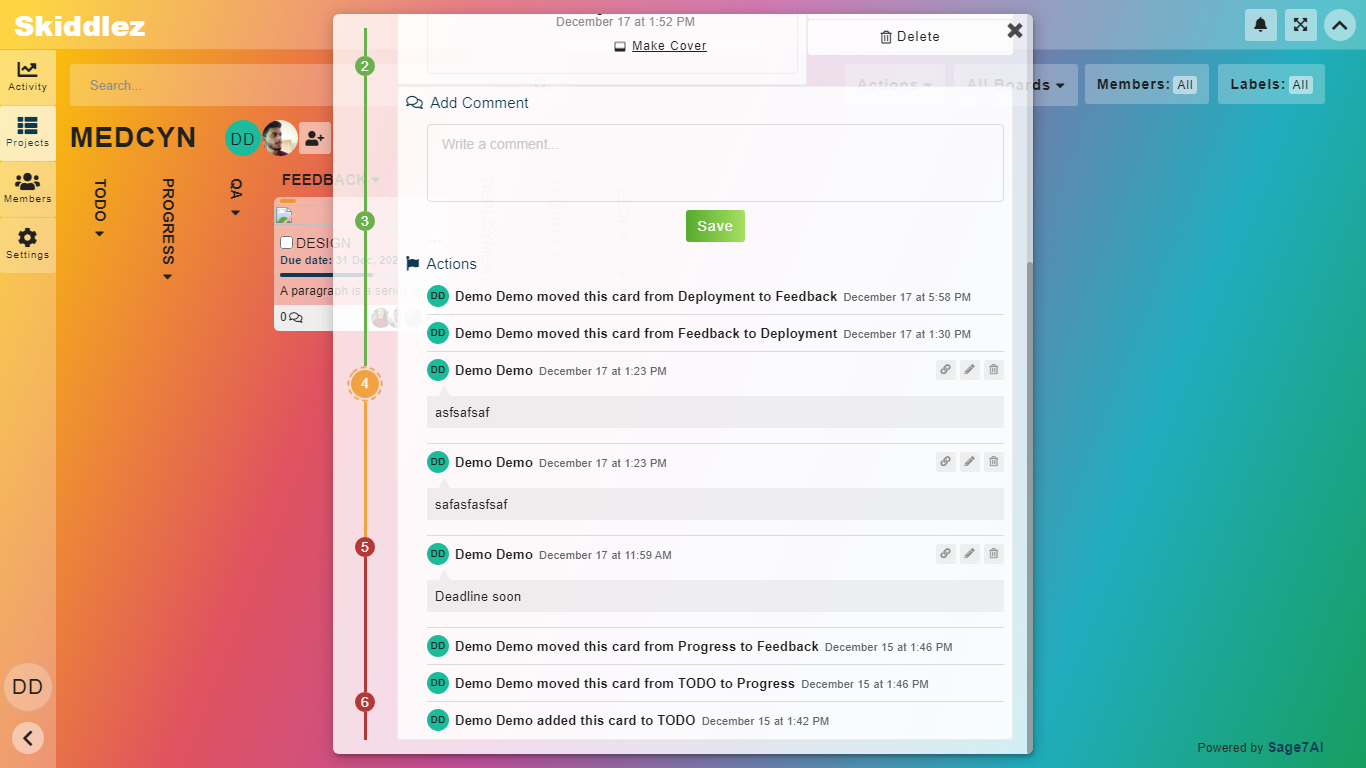 Skiddlez
Activity
Projects
Members
Settings
DD
Search...
Actions
All Boards
Members: All
Labels: All
MEDCYN
DD
TODO
PROGRESS
QA
FEEDBACK
DESIGN
Due date: 31 Dec, 202
A paragraph is a series
0
December 17 at 1:52 PM
Make Cover
Delete
2
3
4
5
6
Add Comment
Write a comment...
Save
Actions
DD Demo Demo moved this card from Deployment to Feedback December 17 at 5:58 PM
DD Demo Demo moved this card from Feedback to Deployment December 17 at 1:30 PM
DD Demo Demo December 17 at 1:23 PM
asfsafsaf
DD Demo Demo December 17 at 1:23 PM
safasfasfsaf
DD Demo Demo December 17 at 11:59 AM
Deadline soon
DD Demo Demo moved this card from Progress to Feedback December 15 at 1:46 PM
DD Demo Demo moved this card from TODO to Progress December 15 at 1:46 PM
DD Demo Demo added this card to TODO December 15 at 1:42 PM
Powered by Sage7AI